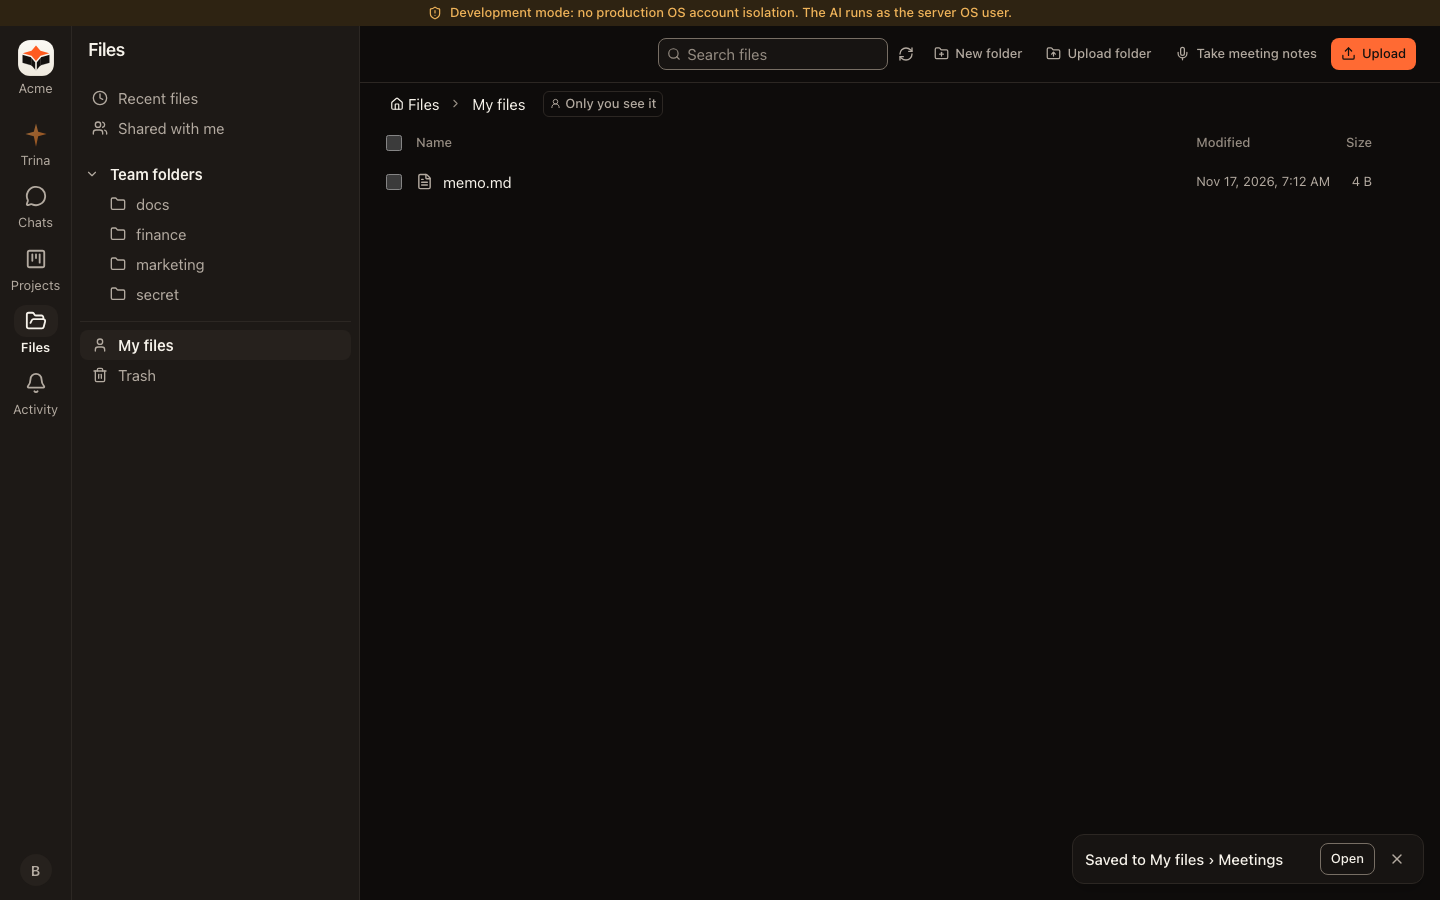 Development mode: no production OS account isolation. The AI runs as the server OS user.
Acme
Trina
Chats
Projects
Files
Activity
B
Files
Recent files
Shared with me
Team folders
docs
finance
marketing
secret
My files
Trash
Search files
New folder
Upload folder
Take meeting notes
Upload
Files › My files
Only you see it
Name Modified Size
memo.md Nov 17, 2026, 7:12 AM 4 B
Saved to My files › Meetings
Open